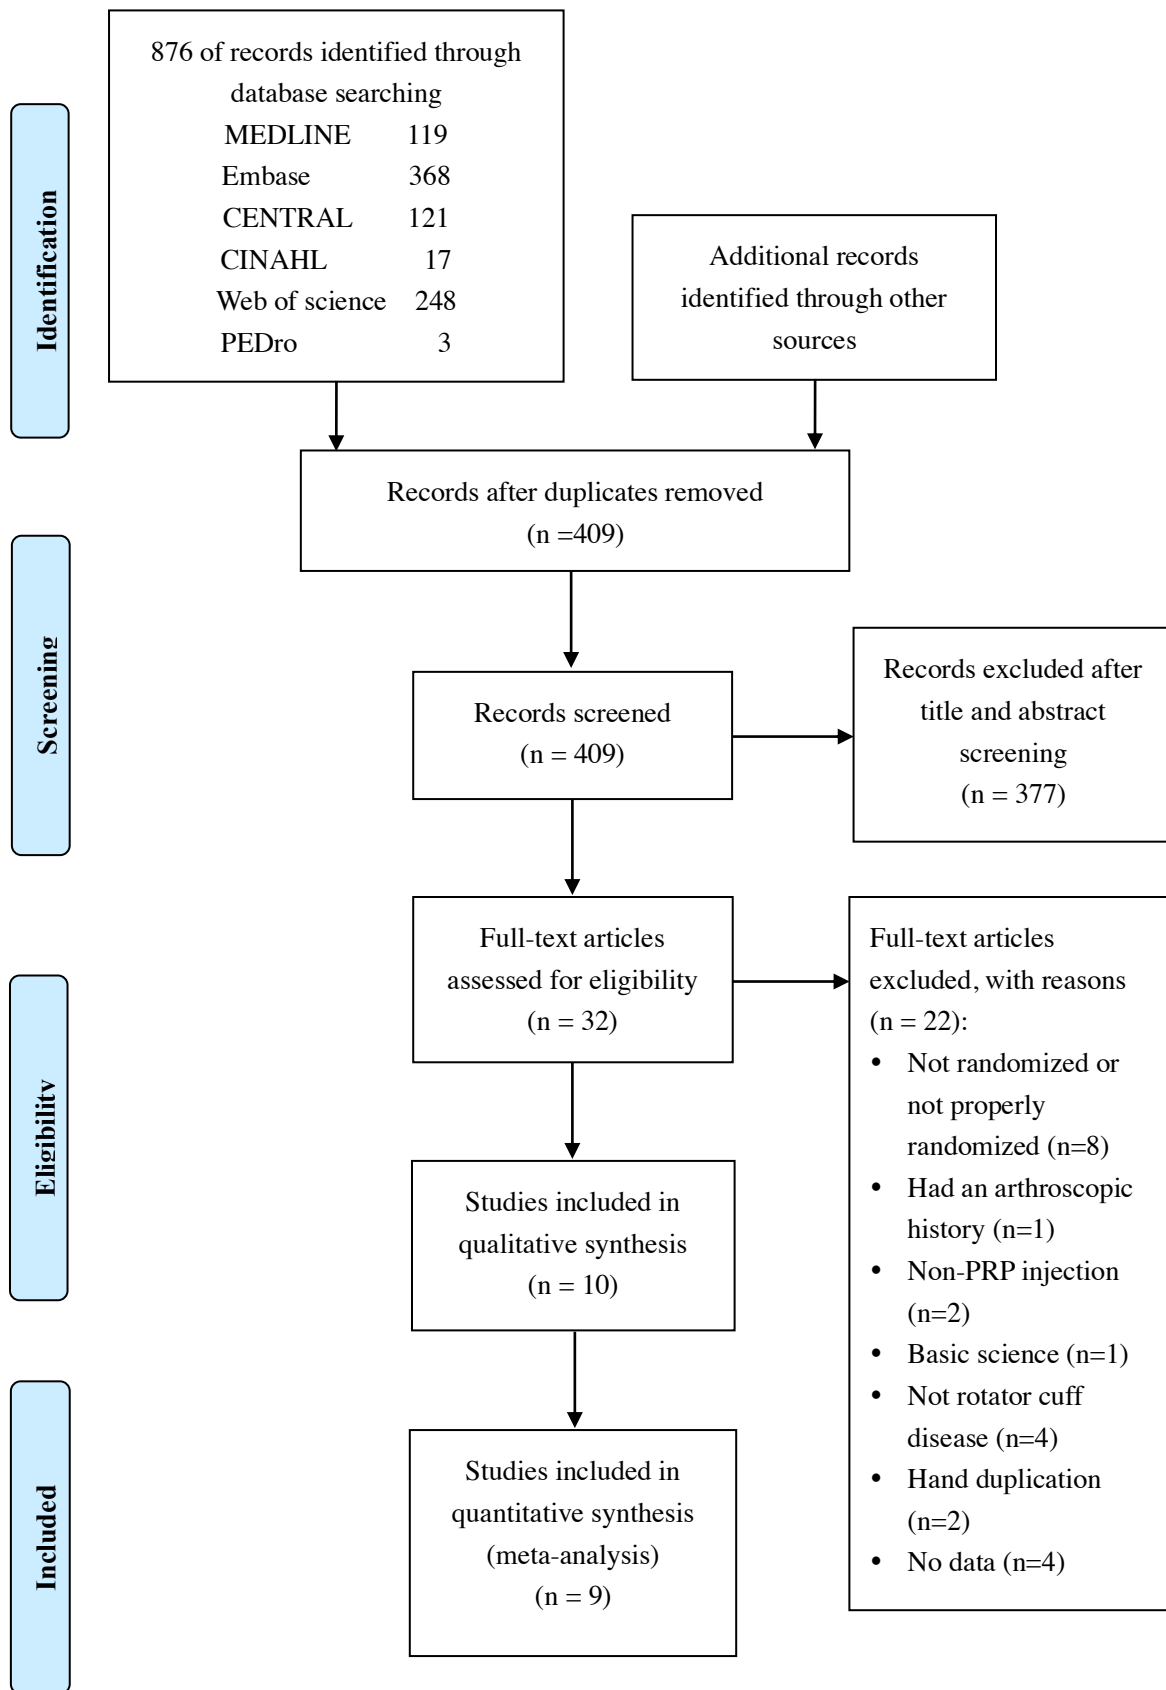 876 of records identified through
database searching
MEDLINE 119
Embase 368
CENTRAL 121
CINAHL 17
Web of science 248
PEDro 3
Identification
Additional records
identified through other
sources
Records after duplicates removed
(n =409)
Screening
Records screened
(n = 409)
Records excluded after
title and abstract
screening
(n = 377)
Eligibility
Full-text articles
assessed for eligibility
(n = 32)
Full-text articles
excluded, with reasons
(n = 22):
• Not randomized or
not properly
randomized (n=8)
• Had an arthroscopic
history (n=1)
• Non-PRP injection
(n=2)
• Basic science (n=1)
• Not rotator cuff
disease (n=4)
• Hand duplication
(n=2)
• No data (n=4)
Studies included in
qualitative synthesis
(n = 10)
Included
Studies included in
quantitative synthesis
(meta-analysis)
(n = 9)